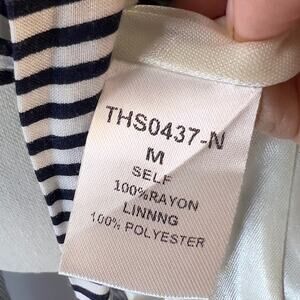 THS0437-N
M
SELF
100%RAYON
LINNNG
100% POLYESTER